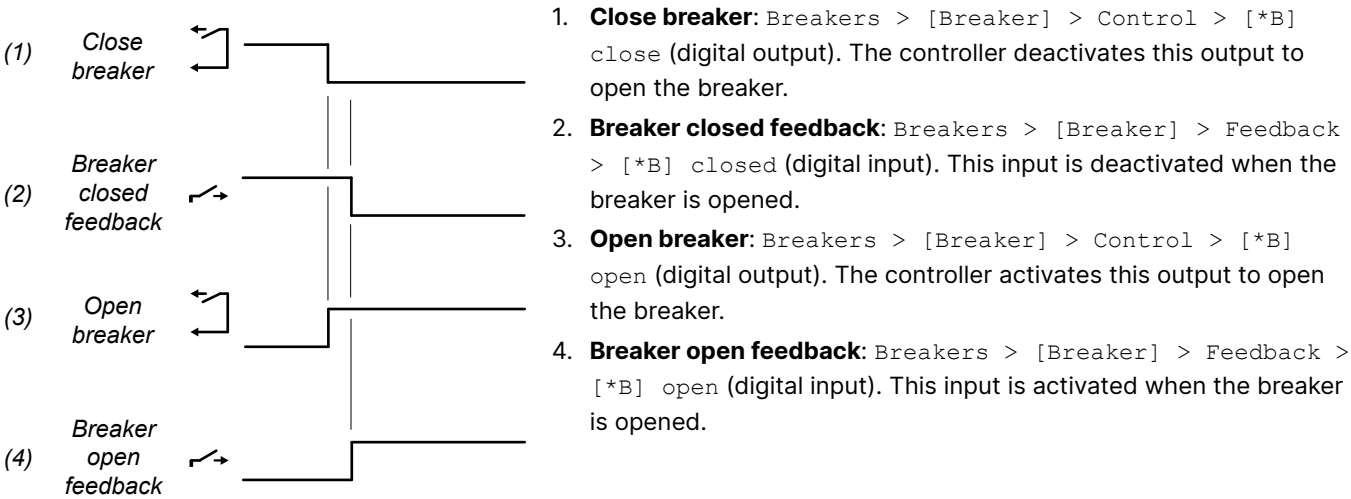 (1) Close
breaker
(2) Breaker
closed
feedback
(3) Open
breaker
(4) Breaker
open
feedback
1. Close breaker: Breakers > [Breaker] > Control > [*B]
close (digital output). The controller deactivates this output to
open the breaker.
2. Breaker closed feedback: Breakers > [Breaker] > Feedback
> [*B] closed (digital input). This input is deactivated when the
breaker is opened.
3. Open breaker: Breakers > [Breaker] > Control > [*B]
open (digital output). The controller activates this output to open
the breaker.
4. Breaker open feedback: Breakers > [Breaker] > Feedback >
[*B] open (digital input). This input is activated when the breaker
is opened.